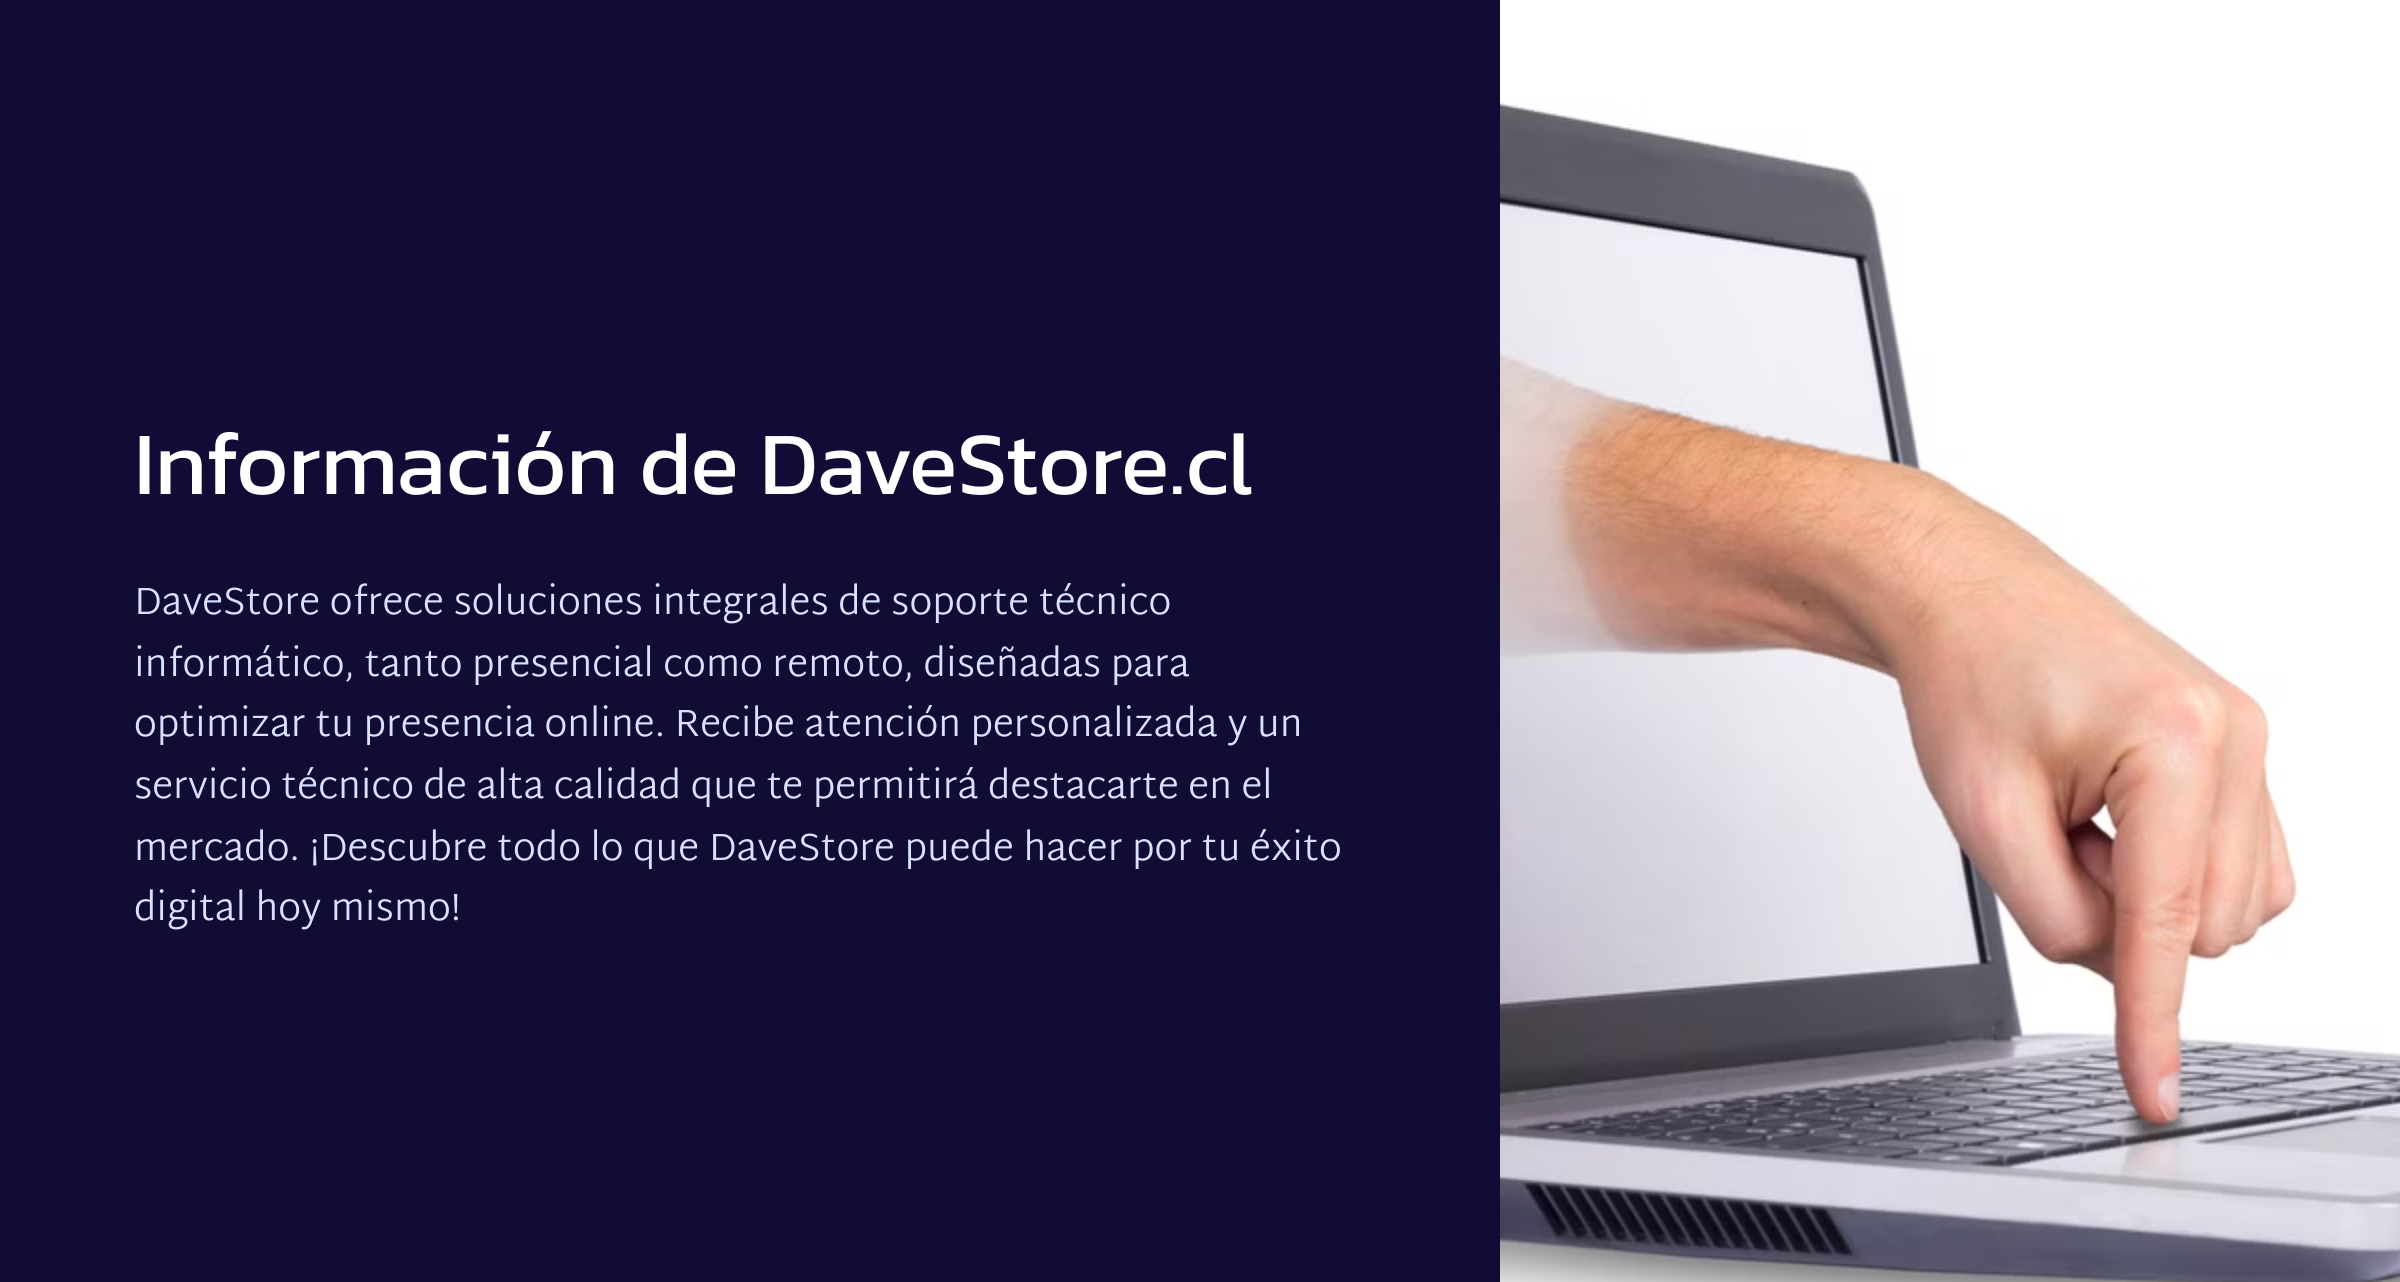 Información de DaveStore.cl
DaveStore ofrece soluciones integrales de soporte técnico
informático, tanto presencial como remoto, diseñadas para
optimizar tu presencia online. Recibe atención personalizada y un
servicio técnico de alta calidad que te permitirá destacarte en el
mercado. ¡Descubre todo lo que DaveStore puede hacer por tu éxito
digital hoy mismo!